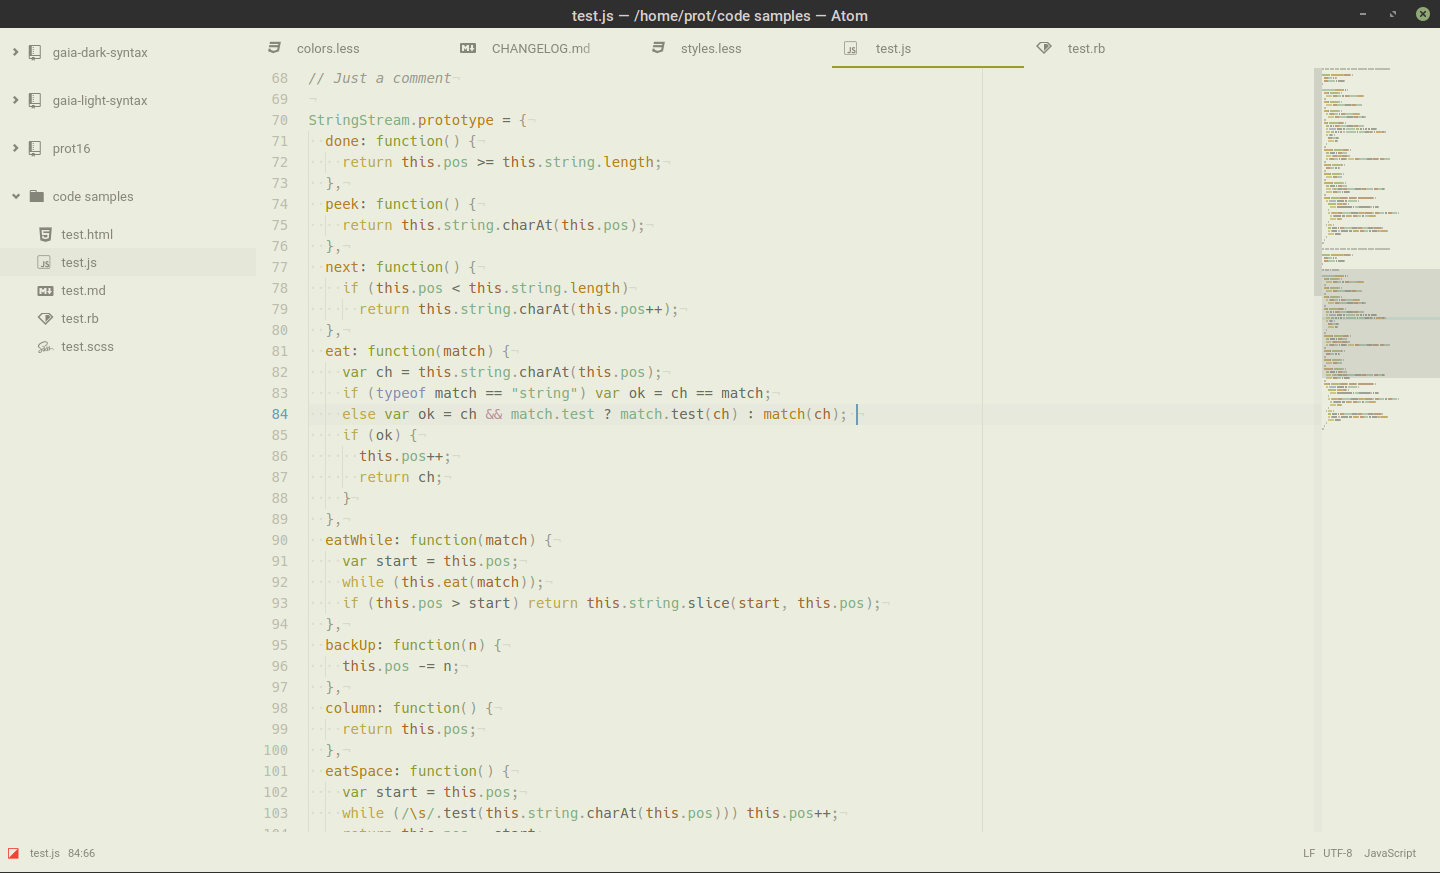 test.js — /home/prot/code samples — Atom
gaia-dark-syntax
gaia-light-syntax
prot16
code samples
test.html
test.js
test.md
test.rb
test.scss
colors.less
CHANGELOG.md
styles.less
test.js
test.rb
68 // Just a comment¬
69 ¬
70 StringStream.prototype = {¬
71 ··done: function() {¬
72 ····return this.pos >= this.string.length;¬
73 ··},¬
74 ··peek: function() {¬
75 ····return this.string.charAt(this.pos);¬
76 ··},¬
77 ··next: function() {¬
78 ····if (this.pos < this.string.length)¬
79 ······return this.string.charAt(this.pos++);¬
80 ··},¬
81 ··eat: function(match) {¬
82 ····var ch = this.string.charAt(this.pos);¬
83 ····if (typeof match == "string") var ok = ch == match;¬
84 ····else var ok = ch && match.test ? match.test(ch) : match(ch);·¬
85 ····if (ok) {¬
86 ······this.pos++;¬
87 ······return ch;¬
88 ····}¬
89 ··},¬
90 ··eatWhile: function(match) {¬
91 ····var start = this.pos;¬
92 ····while (this.eat(match));¬
93 ····if (this.pos > start) return this.string.slice(start, this.pos);¬
94 ··},¬
95 ··backUp: function(n) {¬
96 ····this.pos -= n;¬
97 ··},¬
98 ··column: function() {¬
99 ····return this.pos;¬
100 ··},¬
101 ··eatSpace: function() {¬
102 ····var start = this.pos;¬
103 ····while (/\s/.test(this.string.charAt(this.pos))) this.pos++;¬
test.js 84:66
LF UTF-8 JavaScript